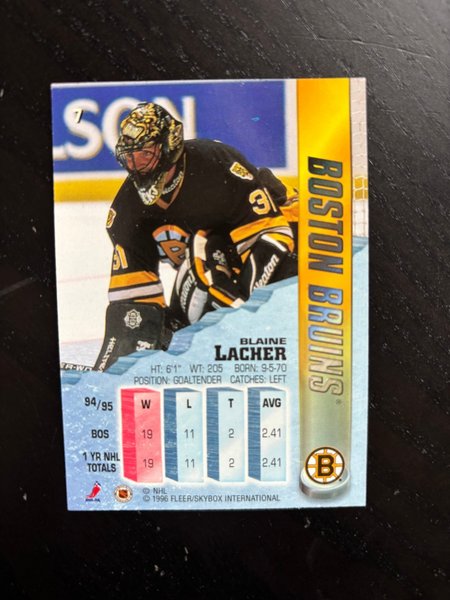 7
LSON
31
31
BOSTON BRUINS
BLAINE
LACHER
HT: 6'1" WT: 205 BORN: 9-5-70
POSITION: GOALTENDER CATCHES: LEFT
94/95 W L T AVG
BOS 19 11 2 2.41
1 YR NHL
TOTALS 19 11 2 2.41
B
© NHL
© 1996 FLEER/SKYBOX INTERNATIONAL